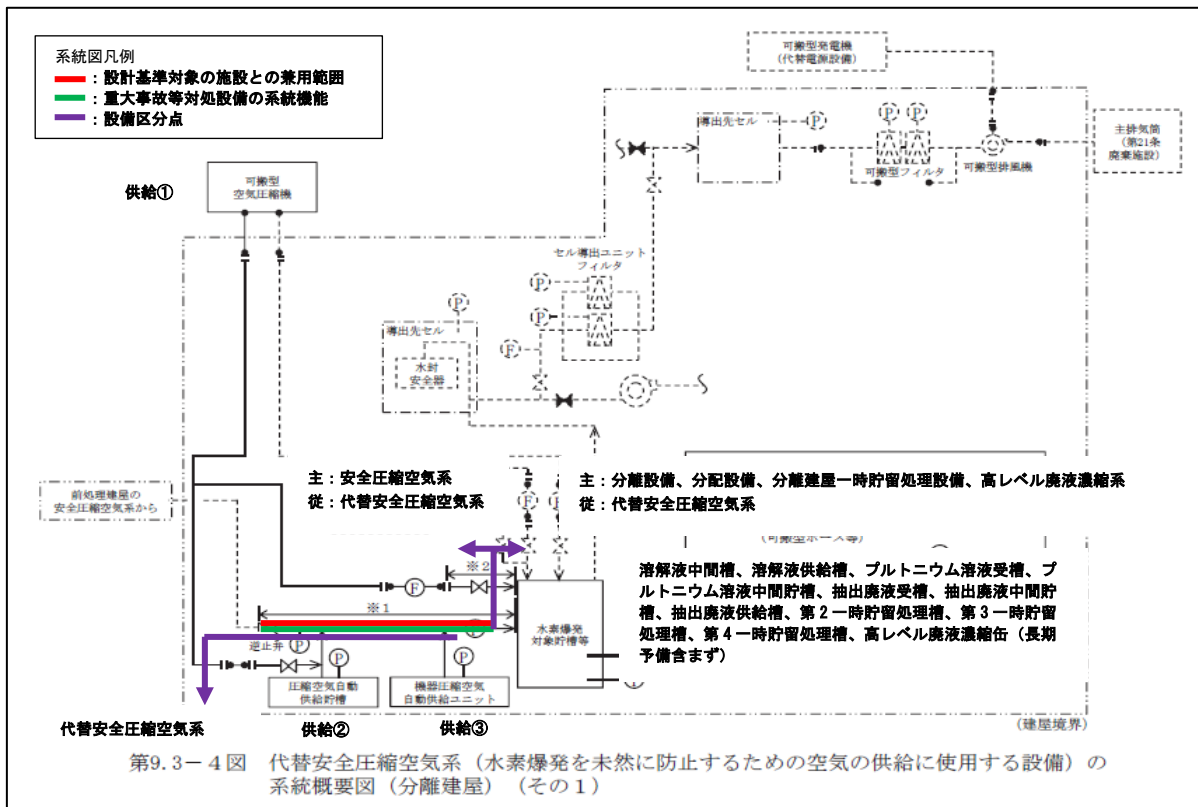 系統図凡例
：設計基準対象の施設との兼用範囲
：重大事故等対処設備の系統機能
：設備区分点
可搬型発電機
（代替電源設備）
導出先セル
P
P
P
主排気筒
（第21条
廃棄施設）
可搬型フィルタ
可搬型排風機
供給①
可搬型
空気圧縮機
セル導出ユニット
フィルタ
P
P
P
導出先セル
F
水封
安全器
主：安全圧縮空気系
従：代替安全圧縮空気系
主：分離設備、分配設備、分離建屋一時貯留処理設備、高レベル廃液濃縮系
従：代替安全圧縮空気系
前処理建屋の
安全圧縮空気系から
F
（可搬型ホース等）
※2
F
※1
溶解液中間槽、溶解液供給槽、プルトニウム溶液受槽、プ
ルトニウム溶液中間貯槽、抽出廃液受槽、抽出廃液中間貯
槽、抽出廃液供給槽、第２一時貯留処理槽、第３一時貯留
処理槽、第４一時貯留処理槽、高レベル廃液濃縮缶（長期
予備含まず）
水素爆発
対象貯槽等
逆止弁
P
P
P
圧縮空気自動
供給貯槽
機器圧縮空気
自動供給ユニット
代替安全圧縮空気系
供給②
供給③
（建屋境界）
第9.3－４図　代替安全圧縮空気系（水素爆発を未然に防止するための空気の供給に使用する設備）の
系統概要図（分離建屋）（その１）